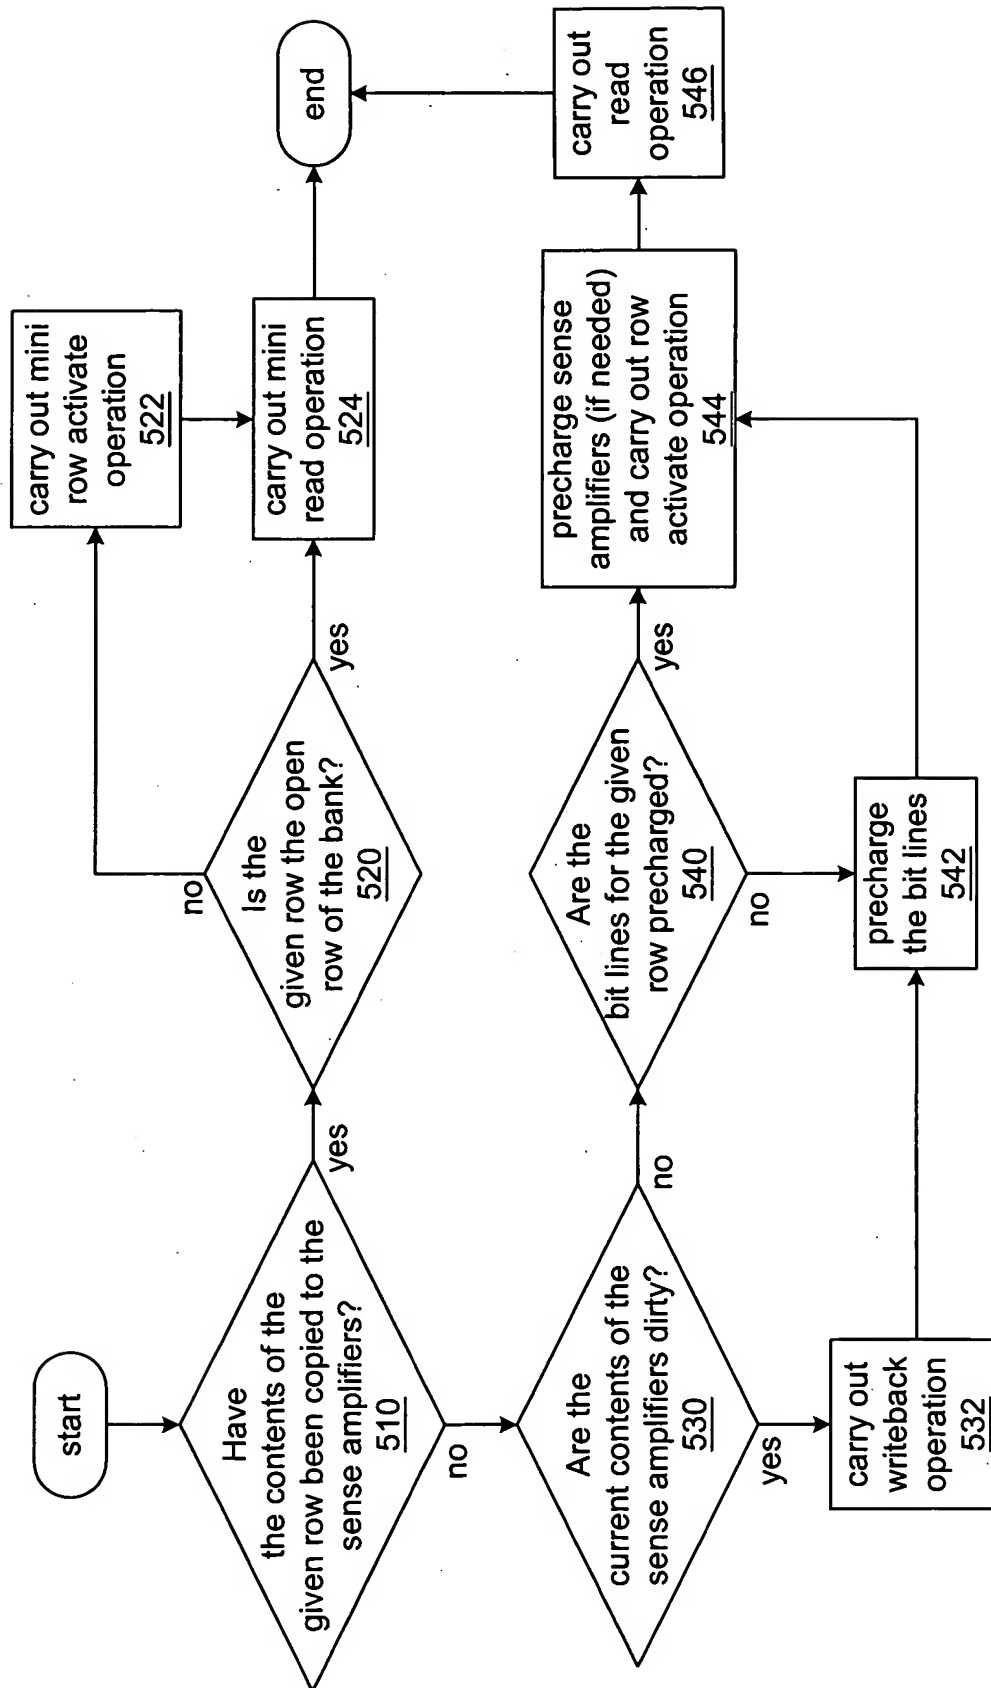 start
Have
the contents of the
given row been copied to the
sense amplifiers?
510
yes
no
Is the
given row the open
row of the bank?
520
no
yes
carry out mini
row activate
operation
522
carry out mini
read operation
524
end
Are the
current contents of the
sense amplifiers dirty?
530
no
yes
carry out
writeback
operation
532
Are the
bit lines for the given
row precharged?
540
yes
no
precharge
the bit lines
542
precharge sense
amplifiers (if needed)
and carry out row
activate operation
544
carry out
read
operation
546